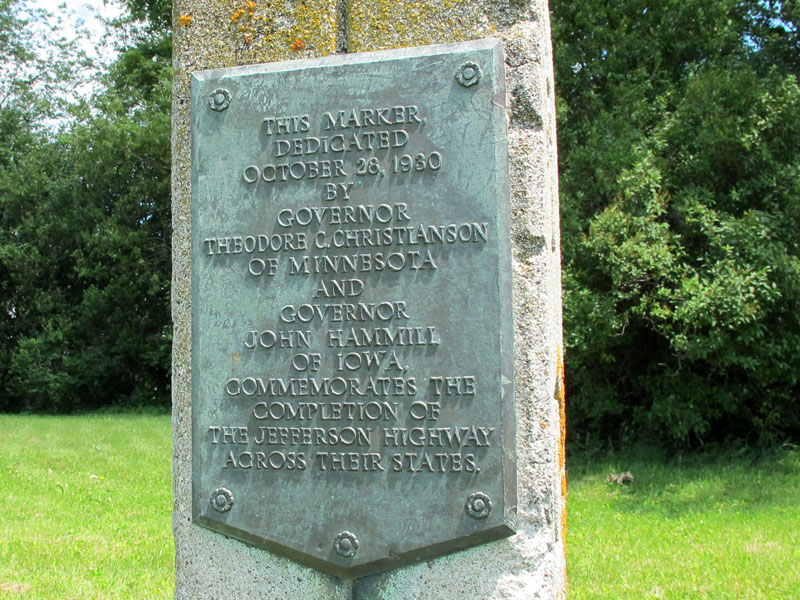 THIS MARKER,
DEDICATED
OCTOBER 28, 1930
BY
GOVERNOR
THEODORE C. CHRISTIANSON
OF MINNESOTA
AND
GOVERNOR
JOHN HAMMILL
OF IOWA,
COMMEMORATES THE
COMPLETION OF
THE JEFFERSON HIGHWAY
ACROSS THEIR STATES.